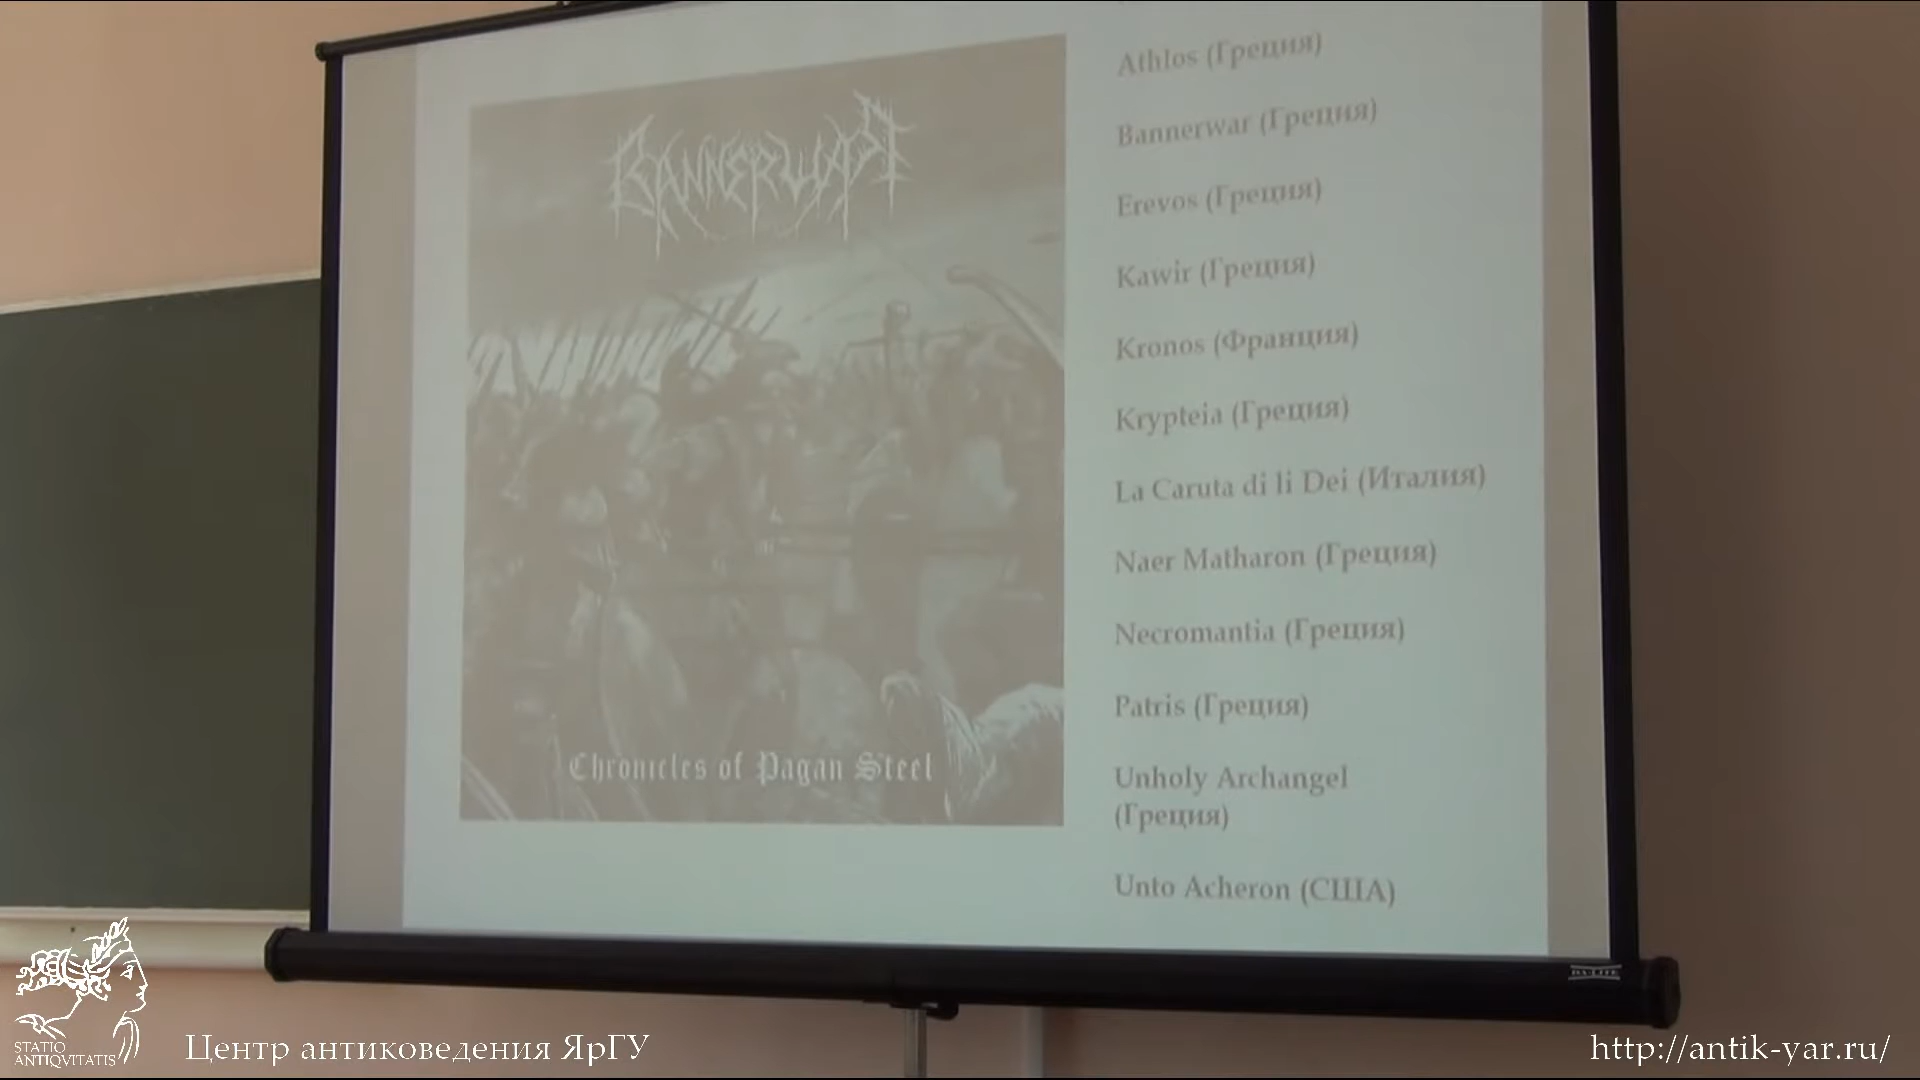 BANNERWAR
Chronicles of Pagan Steel
Athlos (Греция)
Bannerwar (Греция)
Erevos (Греция)
Kawir (Греция)
Kronos (Франция)
Krypteia (Греция)
La Caruta di li Dei (Италия)
Naer Matharon (Греция)
Necromantia (Греция)
Patris (Греция)
Unholy Archangel
(Греция)
Unto Acheron (США)
DA-LITE
STATIO
ANTIQVITATIS
Центр антиковедения ЯрГУ
http://antik-yar.ru/